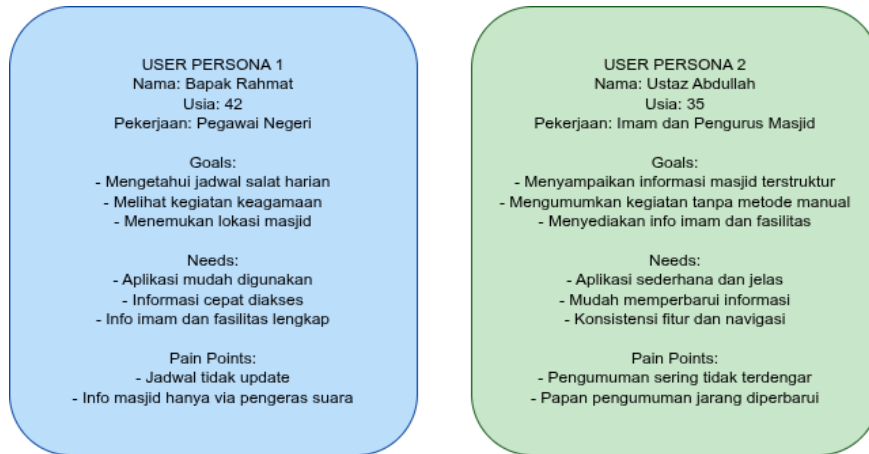 USER PERSONA 1
Nama: Bapak Rahmat
Usia: 42
Pekerjaan: Pegawai Negeri
Goals:
- Mengetahui jadwal salat harian
- Melihat kegiatan keagamaan
- Menemukan lokasi masjid
Needs:
- Aplikasi mudah digunakan
- Informasi cepat diakses
- Info imam dan fasilitas lengkap
Pain Points:
- Jadwal tidak update
- Info masjid hanya via pengeras suara
USER PERSONA 2
Nama: Ustaz Abdullah
Usia: 35
Pekerjaan: Imam dan Pengurus Masjid
Goals:
- Menyampaikan informasi masjid terstruktur
- Mengumumkan kegiatan tanpa metode manual
- Menyediakan info imam dan fasilitas
Needs:
- Aplikasi sederhana dan jelas
- Mudah memperbarui informasi
- Konsistensi fitur dan navigasi
Pain Points:
- Pengumuman sering tidak terdengar
- Papan pengumuman jarang diperbarui